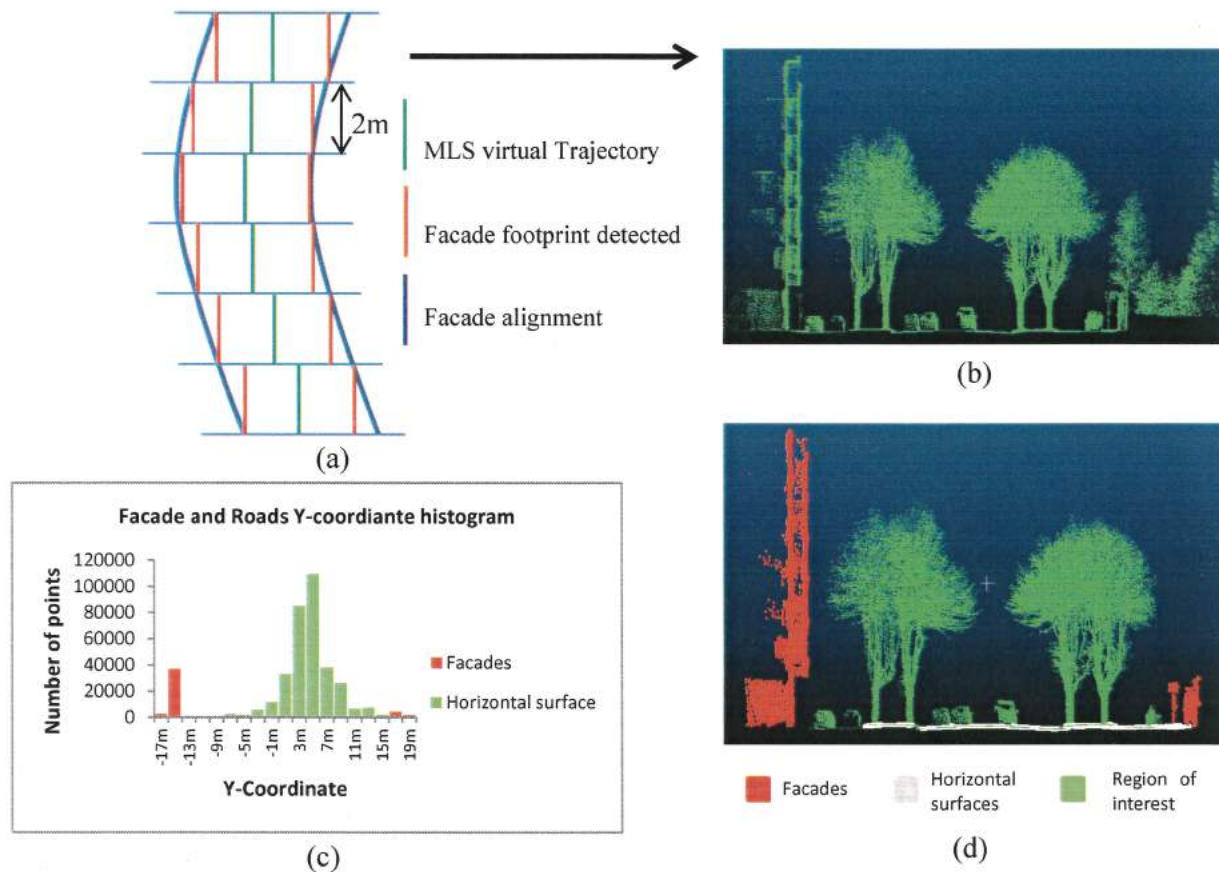 2m
MLS virtual Trajectory
Facade footprint detected
Facade alignment
(a)
(b)
Facade and Roads Y-coordiante histogram
Number of points
120000
100000
80000
60000
40000
20000
0
-17m
-13m
-9m
-5m
-1m
3m
7m
11m
15m
19m
Y-Coordinate
Facades
Horizontal surface
(c)
Facades
Horizontal
surfaces
Region of
interest
(d)